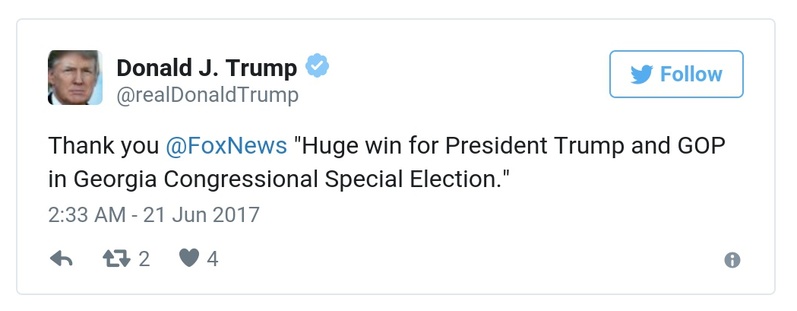 Donald J. Trump
@realDonaldTrump
Follow
Thank you @FoxNews "Huge win for President Trump and GOP
in Georgia Congressional Special Election."
2:33 AM - 21 Jun 2017
2 4